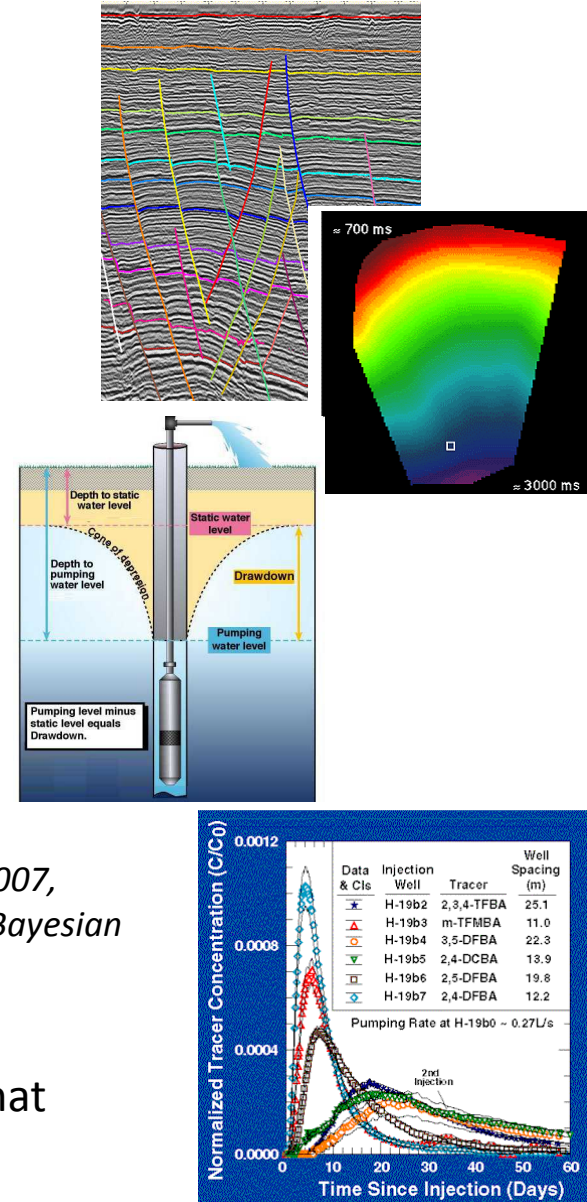 ≈ 700 ms
≈ 3000 ms
Depth to static
water level
Static water
level
Cone of depression
Depth to
pumping
water level
Drawdown
Pumping
water level
Pumping level minus
static level equals
Drawdown.
007,
Bayesian
hat
Normalized Tracer Concentration (C/C0)
0.0012
0.0008
0.0004
0.0000
Data & CIs Injection Well Tracer Well Spacing (m)
H-19b2 2,3,4-TFBA 25.1
H-19b3 m-TFMBA 11.0
H-19b4 3,5-DFBA 22.3
H-19b5 2,4-DCBA 13.9
H-19b6 2,5-DFBA 19.8
H-19b7 2,4-DFBA 12.2
Pumping Rate at H-19b0 ~ 0.27L/s
2nd
Injection
0 10 20 30 40 50 60
Time Since Injection (Days)